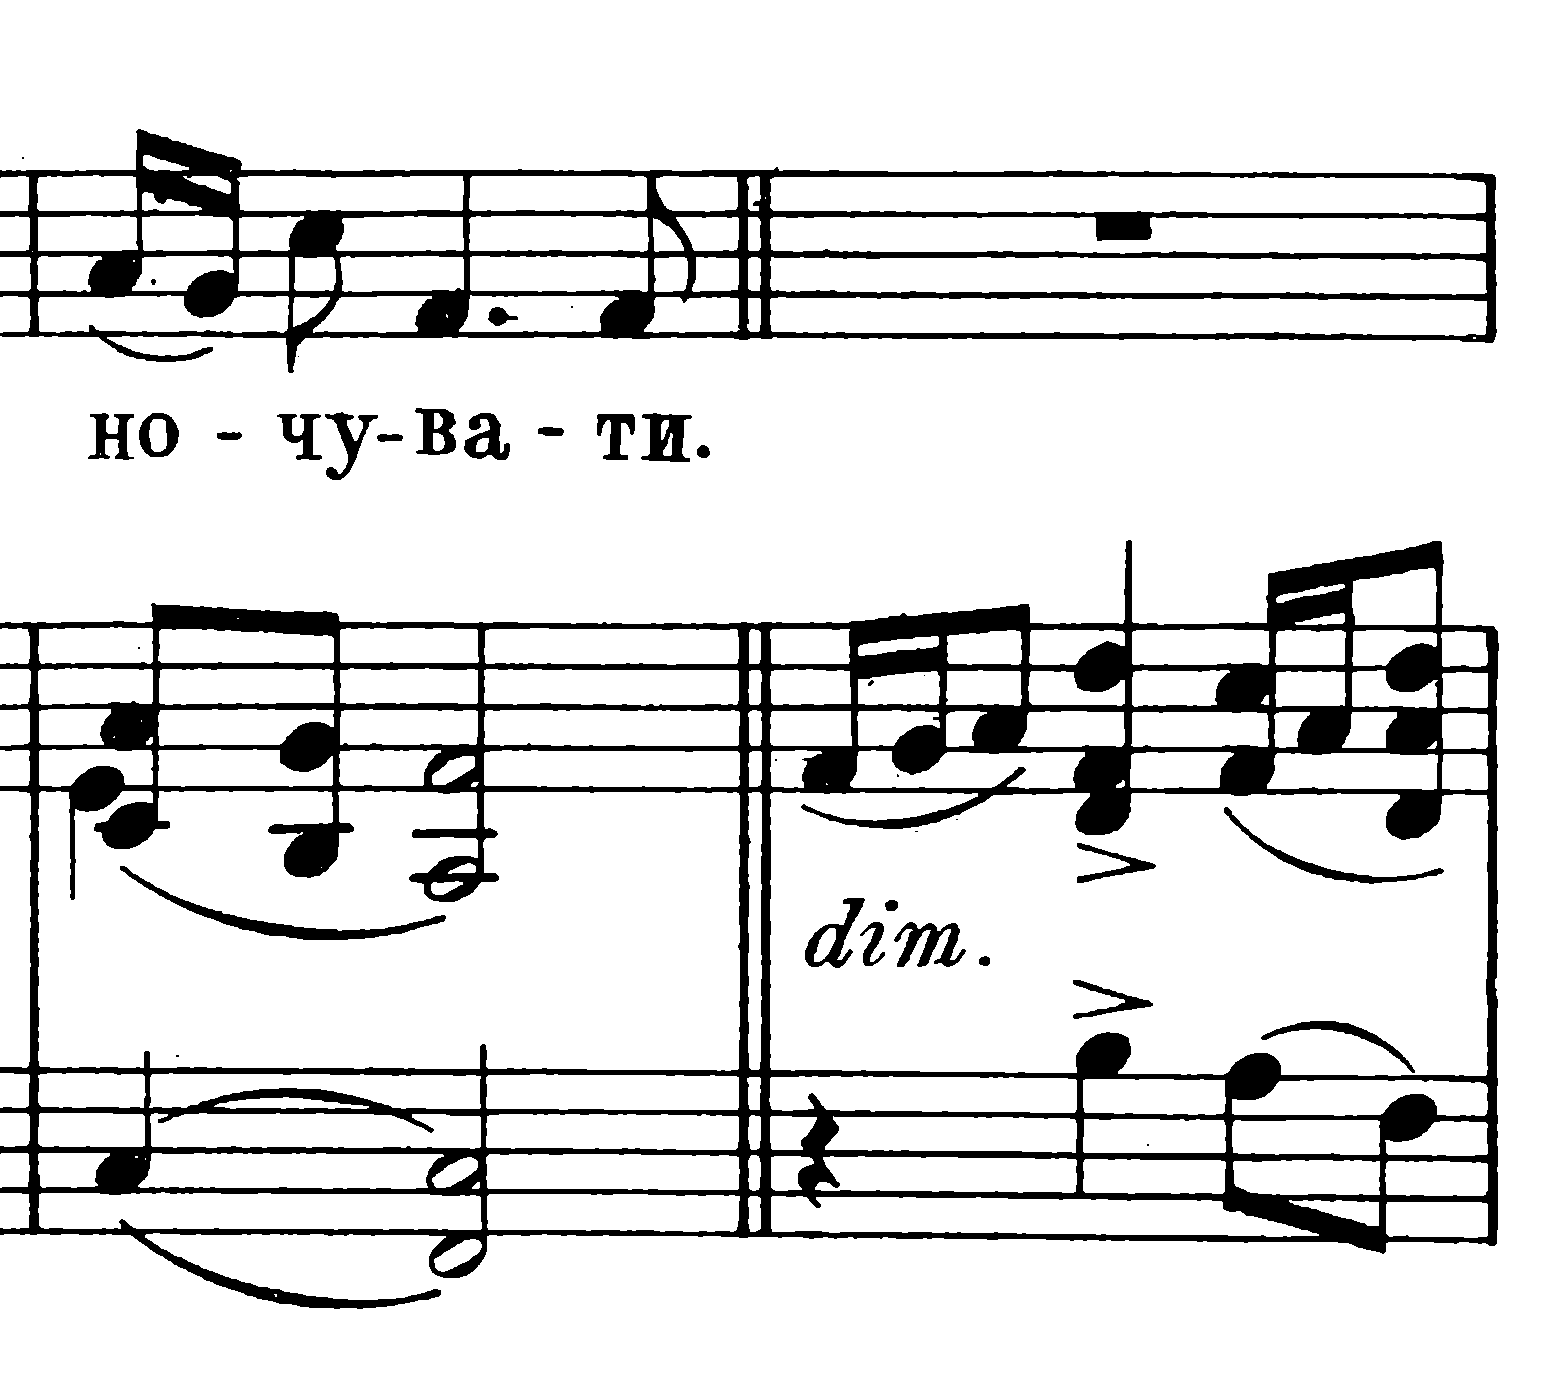 но - чу-ва - ти.
dim.